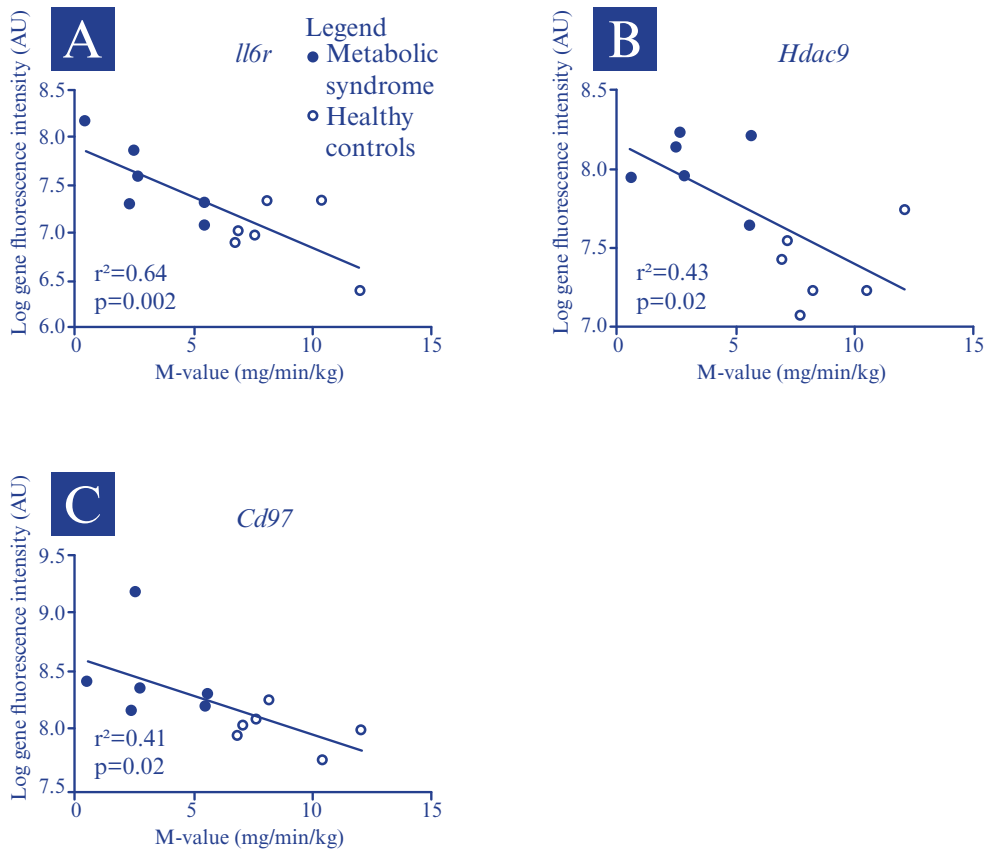 A
Il6r
Legend
Metabolic
syndrome
Healthy
controls
Log gene fluorescence intensity (AU)
8.5
8.0
7.5
7.0
6.5
6.0
r²=0.64
p=0.002
0
5
10
15
M-value (mg/min/kg)
B
Hdac9
Log gene fluorescence intensity (AU)
8.5
8.0
7.5
7.0
r²=0.43
p=0.02
0
5
10
15
M-value (mg/min/kg)
C
Cd97
Log gene fluorescence intensity (AU)
9.5
9.0
8.5
8.0
7.5
r²=0.41
p=0.02
0
5
10
15
M-value (mg/min/kg)